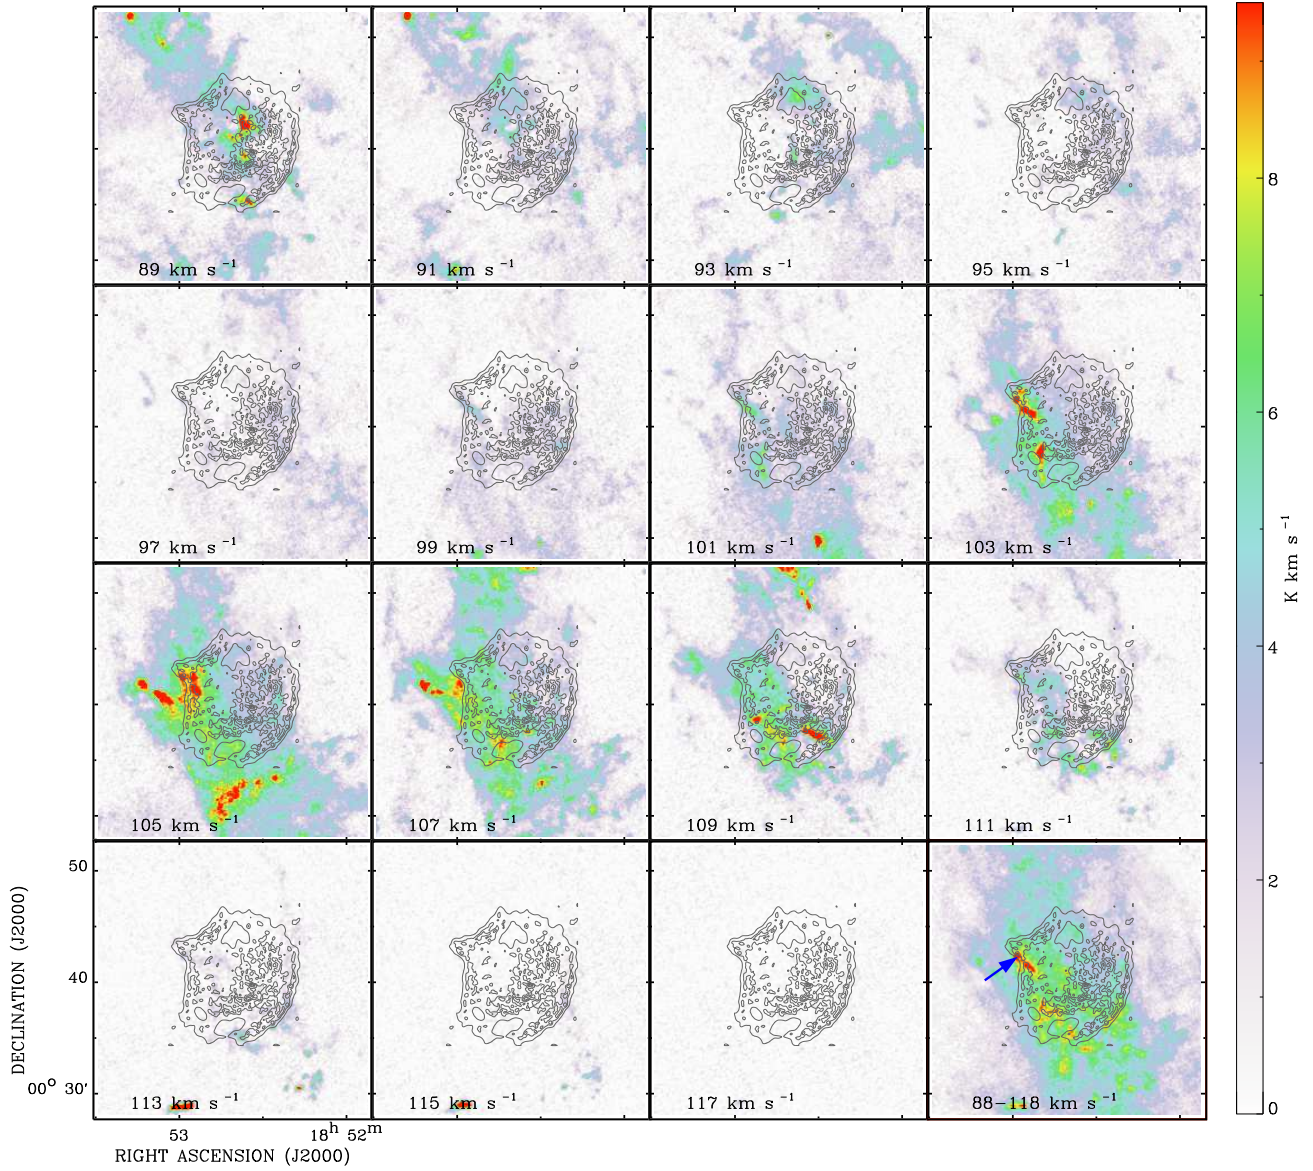 89 km s⁻¹
91 km s⁻¹
93 km s⁻¹
95 km s⁻¹
97 km s⁻¹
99 km s⁻¹
101 km s⁻¹
103 km s⁻¹
105 km s⁻¹
107 km s⁻¹
109 km s⁻¹
111 km s⁻¹
113 km s⁻¹
115 km s⁻¹
117 km s⁻¹
88−118 km s⁻¹
50
40
00° 30′
DECLINATION (J2000)
53
18ʰ 52ᵐ
RIGHT ASCENSION (J2000)
8
6
4
2
0
K km s⁻¹